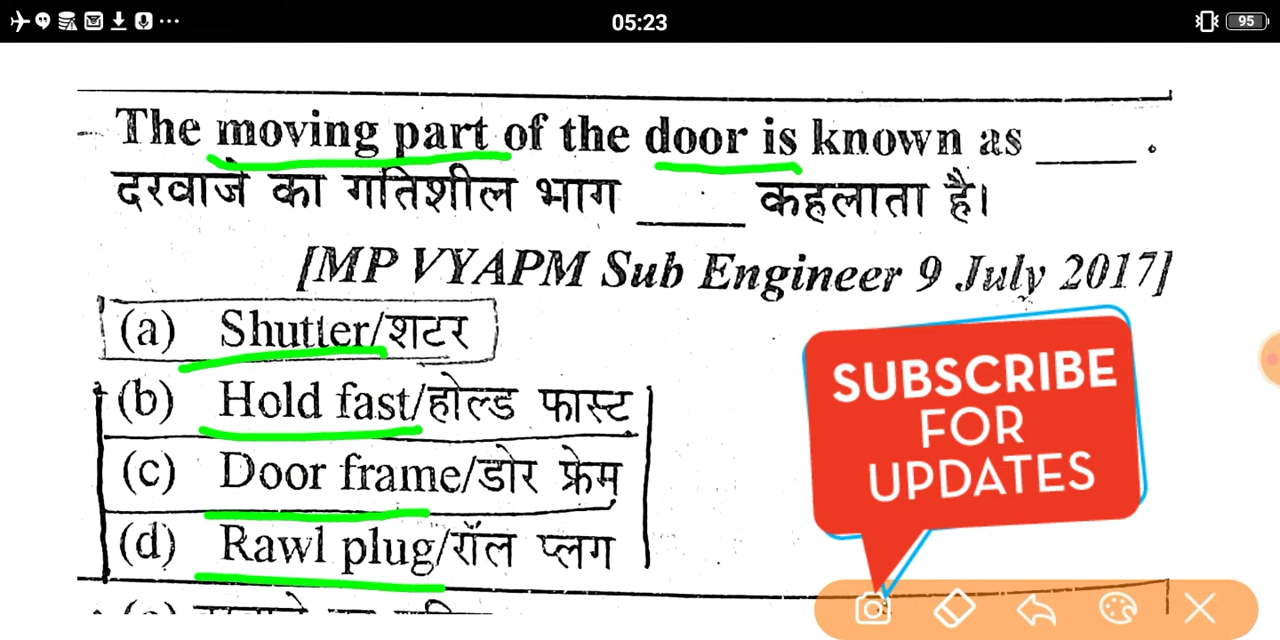 05:23
95
The moving part of the door is known as ____ .
दरवाजे का गतिशील भाग ____ कहलाता है।
[MP VYAPM Sub Engineer 9 July 2017]
(a) Shutter/शटर
(b) Hold fast/होल्ड फास्ट
(c) Door frame/डोर फ्रेम
(d) Rawl plug/रॉल प्लग
SUBSCRIBE
FOR
UPDATES